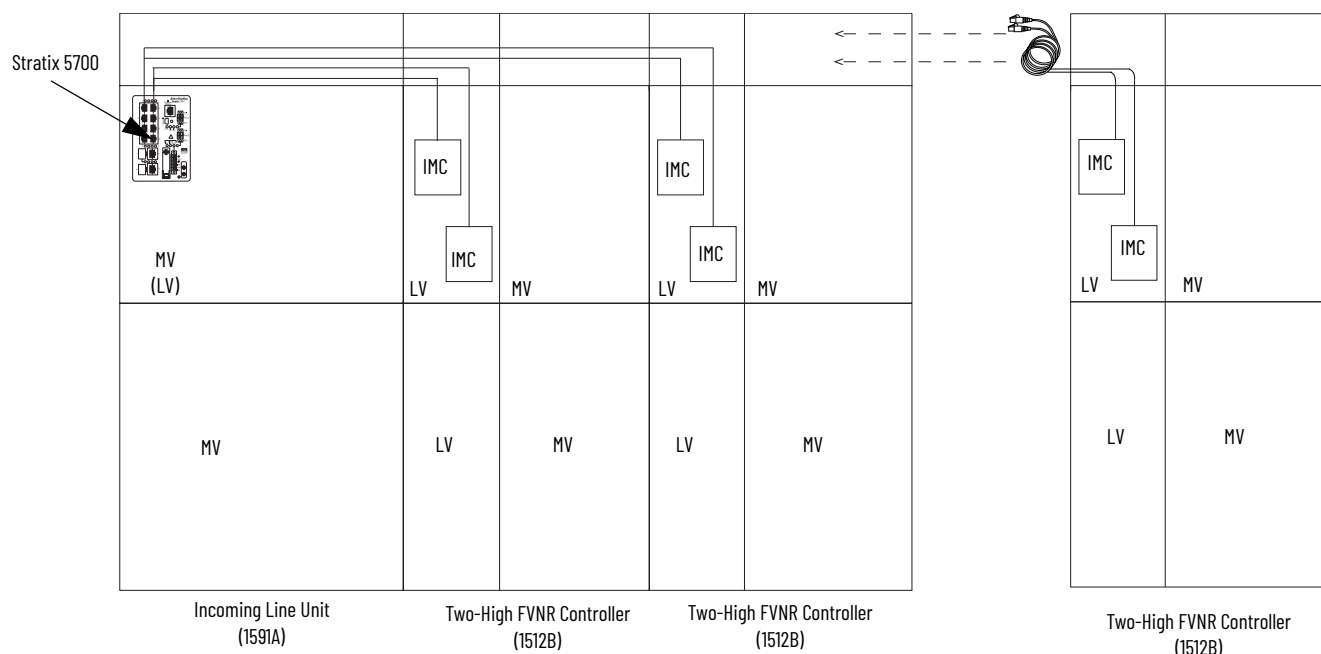 Stratix 5700
IMC
IMC
IMC
IMC
IMC
IMC
MV
(LV)
LV
MV
LV
MV
LV
MV
MV
LV
MV
LV
MV
LV
MV
Incoming Line Unit
(1591A)
Two-High FVNR Controller
(1512B)
Two-High FVNR Controller
(1512B)
Two-High FVNR Controller
(1512B)